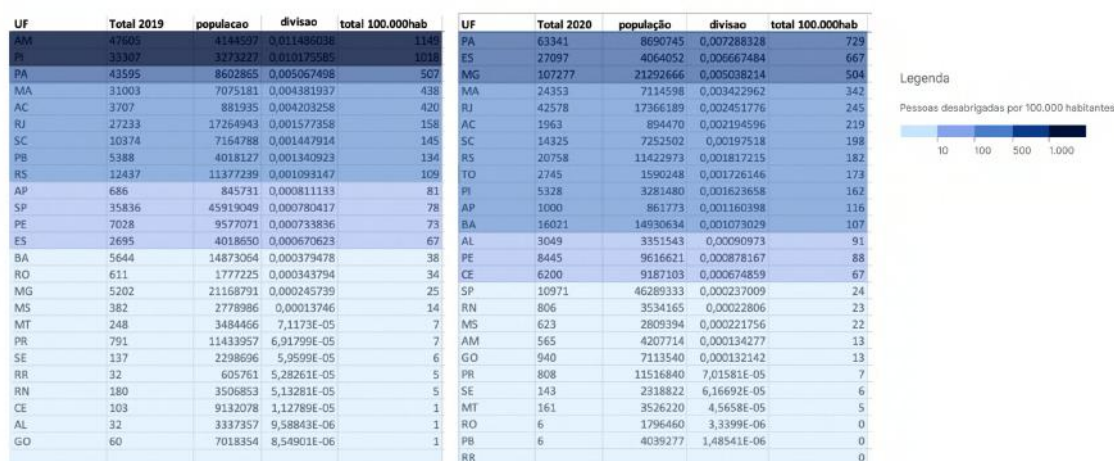 UF Total 2019 populacao divisao total 100.000hab
AM 47605 4144597 0,011486038 1149
PI 33307 3273227 0,010175585 1018
PA 43595 8602865 0,005067498 507
MA 31003 7075181 0,004381937 438
AC 3707 881935 0,004203258 420
RJ 27233 17264943 0,001577358 158
SC 10374 7164788 0,001447914 145
PB 5388 4018127 0,001340923 134
RS 12437 11377239 0,001093147 109
AP 686 845731 0,000811133 81
SP 35836 45919049 0,000780417 78
PE 7028 9577071 0,000733836 73
ES 2695 4018650 0,000670623 67
BA 5644 14873064 0,000379478 38
RO 611 1777225 0,000343794 34
MG 5202 21168791 0,000245739 25
MS 382 2778986 0,00013746 14
MT 248 3484466 7,1173E-05 7
PR 791 11433957 6,91799E-05 7
SE 137 2298696 5,9599E-05 6
RR 32 605761 5,28261E-05 5
RN 180 3506853 5,13281E-05 5
CE 103 9132078 1,12789E-05 1
AL 32 3337357 9,58843E-06 1
GO 60 7018354 8,54901E-06 1
UF Total 2020 população divisao total 100.000hab
PA 63341 8690745 0,007288328 729
ES 27097 4064052 0,006667484 667
MG 107277 21292666 0,005038214 504
MA 24353 7114598 0,003422962 342
RJ 42578 17366189 0,002451776 245
AC 1963 894470 0,002194596 219
SC 14325 7252502 0,00197518 198
RS 20758 11422973 0,001817215 182
TO 2745 1590248 0,001726146 173
PI 5328 3281480 0,001623658 162
AP 1000 861773 0,001160398 116
BA 16021 14930634 0,001073029 107
AL 3049 3351543 0,00090973 91
PE 8445 9616621 0,000878167 88
CE 6200 9187103 0,000674859 67
SP 10971 46289333 0,000237009 24
RN 806 3534165 0,00022806 23
MS 623 2809394 0,000221756 22
AM 565 4207714 0,000134277 13
GO 940 7113540 0,000132142 13
PR 808 11516840 7,01581E-05 7
SE 143 2318822 6,16692E-05 6
MT 161 3526220 4,5658E-05 5
RO 6 1796460 3,3399E-06 0
PB 6 4039277 1,48541E-06 0
RR 0
Legenda
Pessoas desabrigadas por 100.000 habitantes
10 100 500 1.000